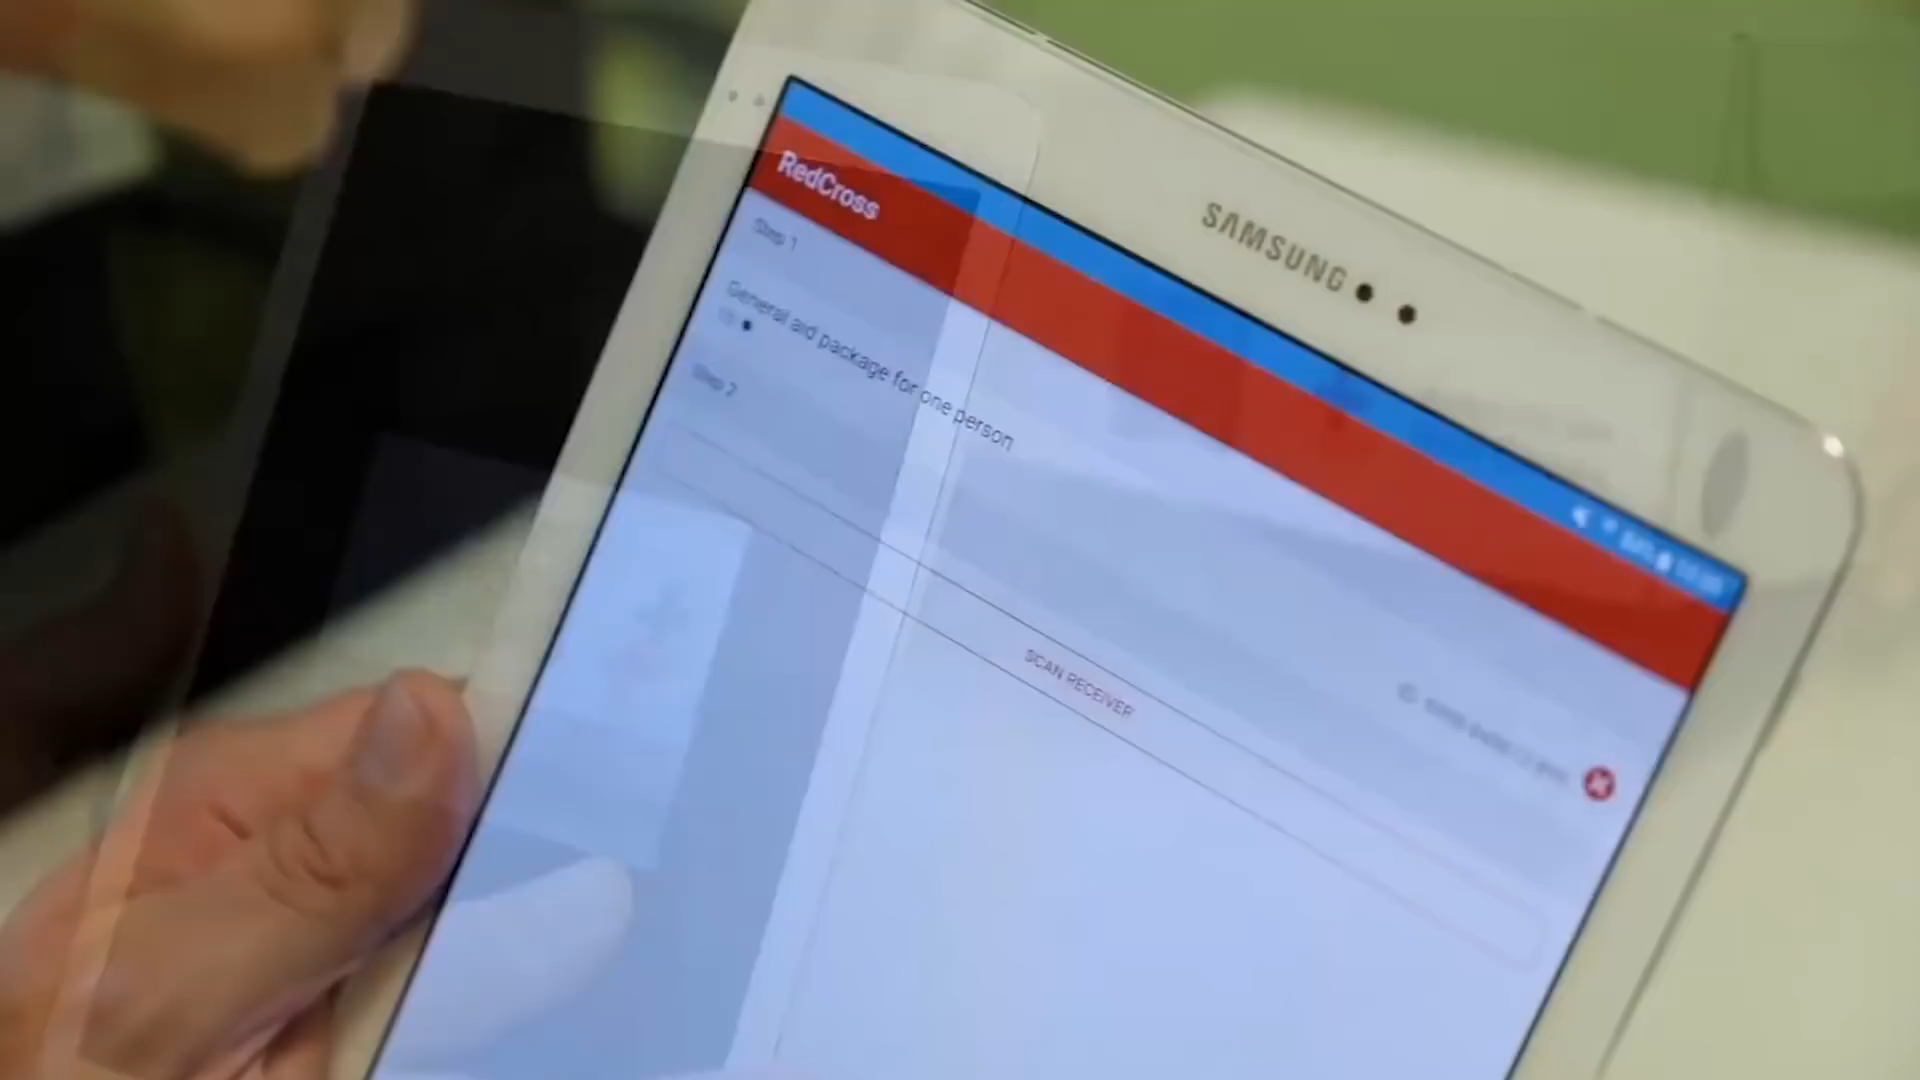 SAMSUNG
RedCross
Step 1
General aid package for one person
Step 2
SCAN RECEIVER